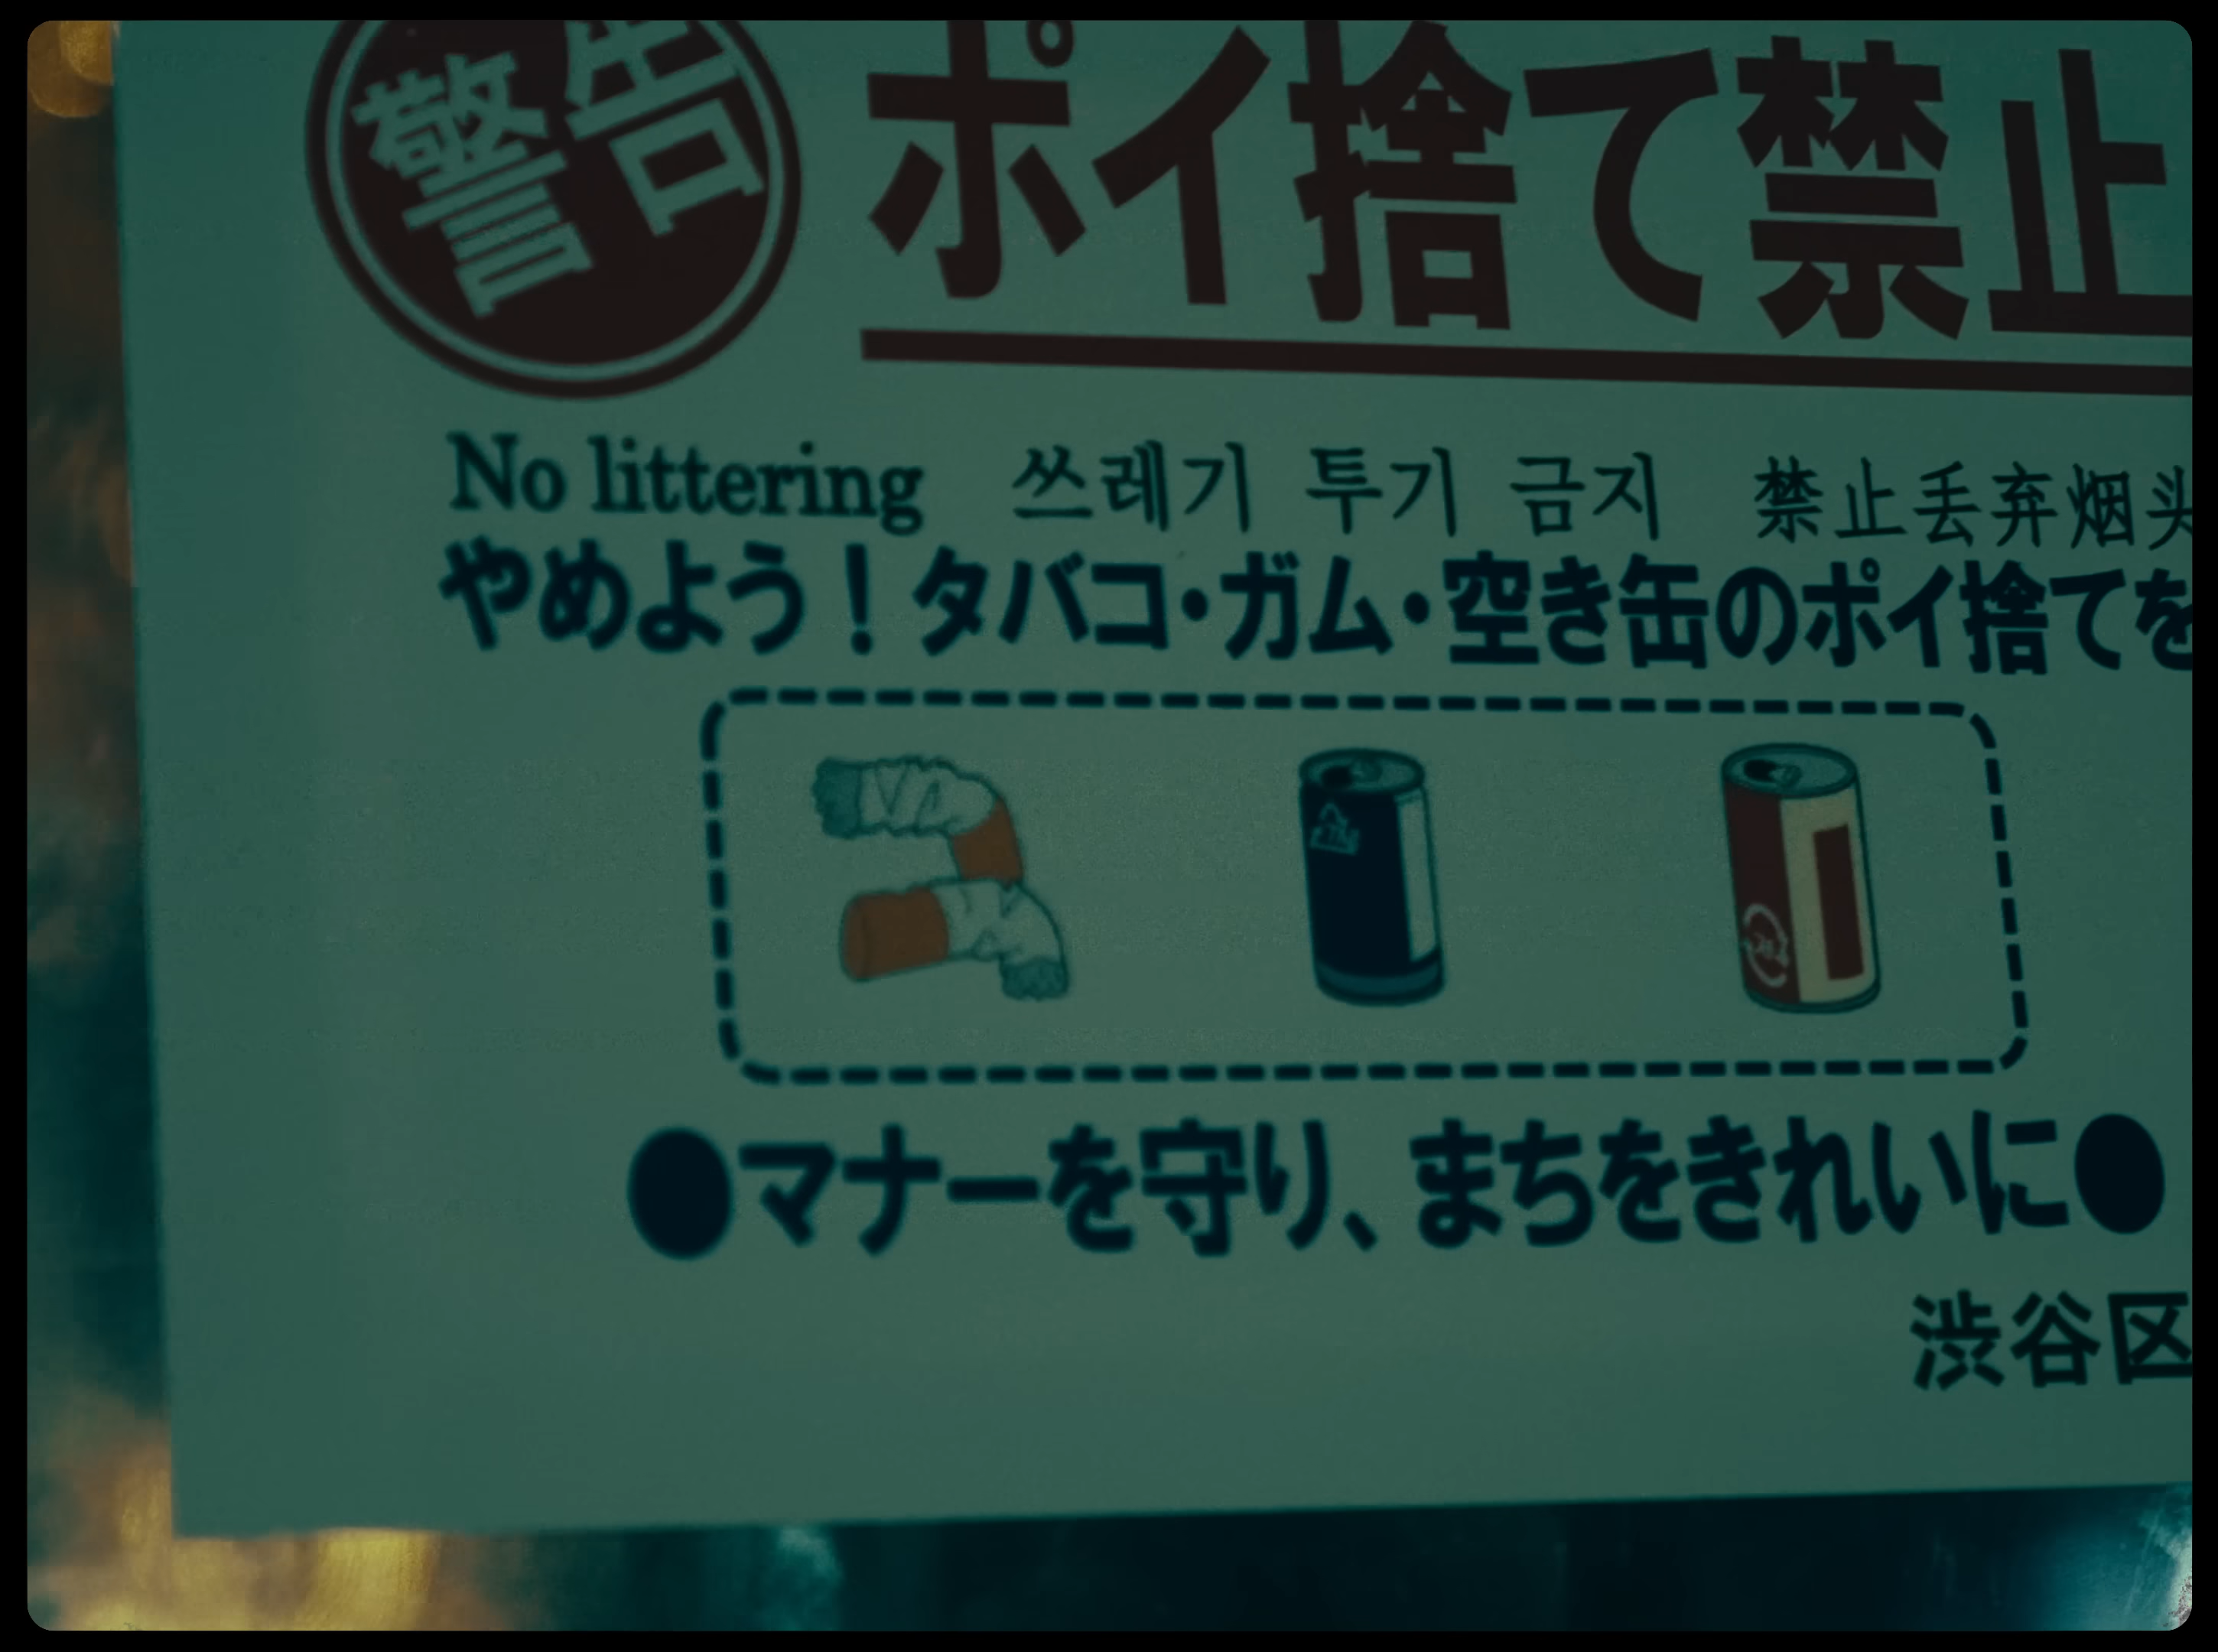 警告
ポイ捨て禁止
No littering 쓰레기 투기 금지 禁止丢弃烟头
やめよう！タバコ・ガム・空き缶のポイ捨てを
●マナーを守り、まちをきれいに●
渋谷区